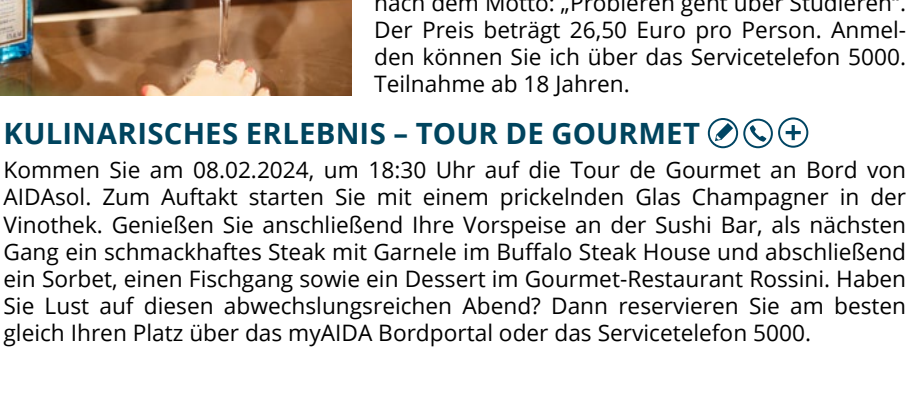 nach dem Motto: „Probieren geht über Studieren“.
Der Preis beträgt 26,50 Euro pro Person. Anmel-
den können Sie ich über das Servicetelefon 5000.
Teilnahme ab 18 Jahren.
KULINARISCHES ERLEBNIS – TOUR DE GOURMET
Kommen Sie am 08.02.2024, um 18:30 Uhr auf die Tour de Gourmet an Bord von
AIDAsol. Zum Auftakt starten Sie mit einem prickelnden Glas Champagner in der
Vinothek. Genießen Sie anschließend Ihre Vorspeise an der Sushi Bar, als nächsten
Gang ein schmackhaftes Steak mit Garnele im Buffalo Steak House und abschließend
ein Sorbet, einen Fischgang sowie ein Dessert im Gourmet-Restaurant Rossini. Haben
Sie Lust auf diesen abwechslungsreichen Abend? Dann reservieren Sie am besten
gleich Ihren Platz über das myAIDA Bordportal oder das Servicetelefon 5000.